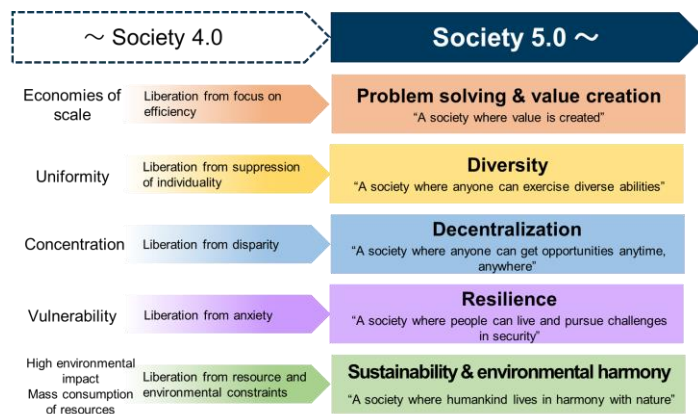 ～ Society 4.0
Society 5.0 ～
Economies of
scale
Liberation from focus on
efficiency
Problem solving & value creation
“A society where value is created”
Uniformity
Liberation from suppression
of individuality
Diversity
“A society where anyone can exercise diverse abilities”
Concentration
Liberation from disparity
Decentralization
“A society where anyone can get opportunities anytime,
anywhere”
Vulnerability
Liberation from anxiety
Resilience
“A society where people can live and pursue challenges
in security”
High environmental
impact
Mass consumption
of resources
Liberation from resource and
environmental constraints
Sustainability & environmental harmony
“A society where humankind lives in harmony with nature”